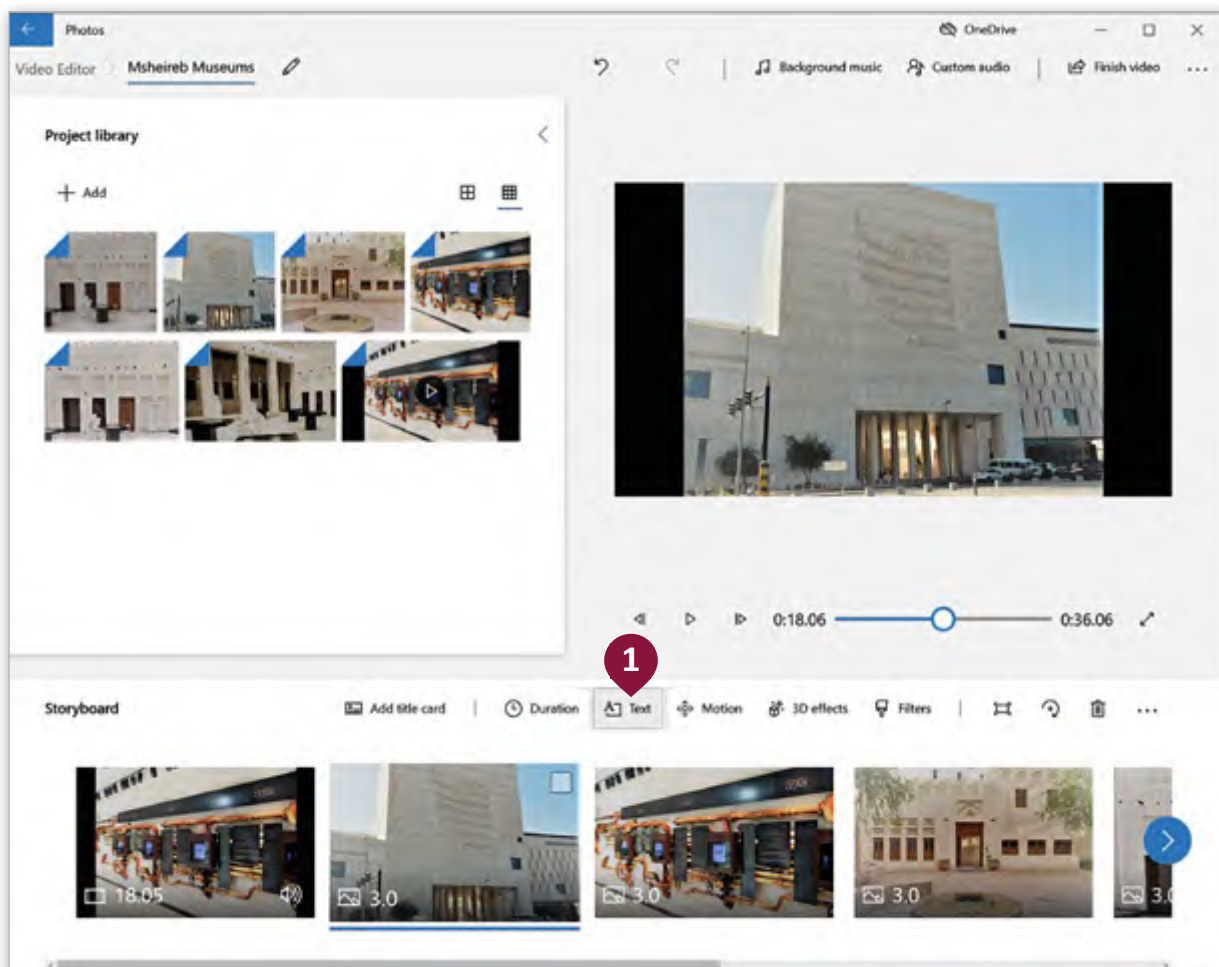 Photos
OneDrive
Video Editor
Msheireb Museums
Background music
Custom audio
Finish video
Project library
Add
0:18.06
0:36.06
1
Storyboard
Add title card
Duration
Text
Motion
3D effects
Filters
18.05
3.0
3.0
3.0